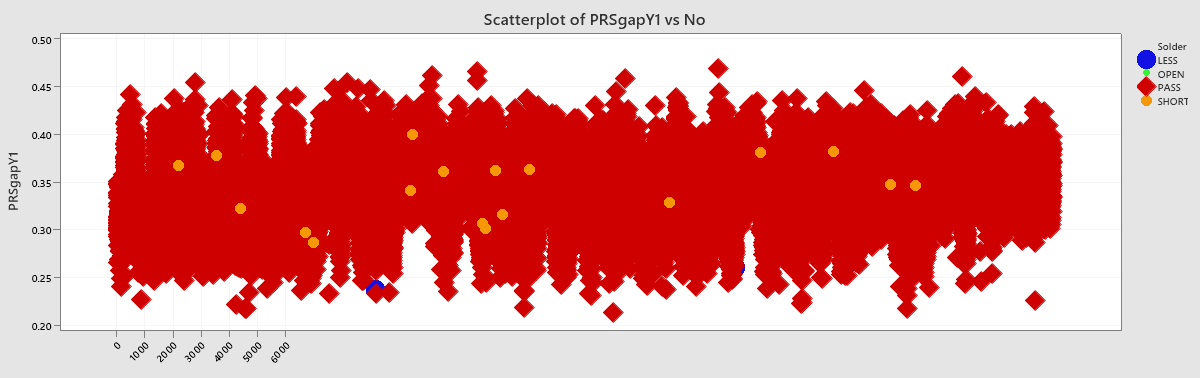 Scatterplot of PRSgapY1 vs No
0.50
0.45
0.40
0.35
0.30
0.25
0.20
PRSgapY1
0 1000 2000 3000 4000 5000 6000
Solder
LESS
OPEN
PASS
SHORT